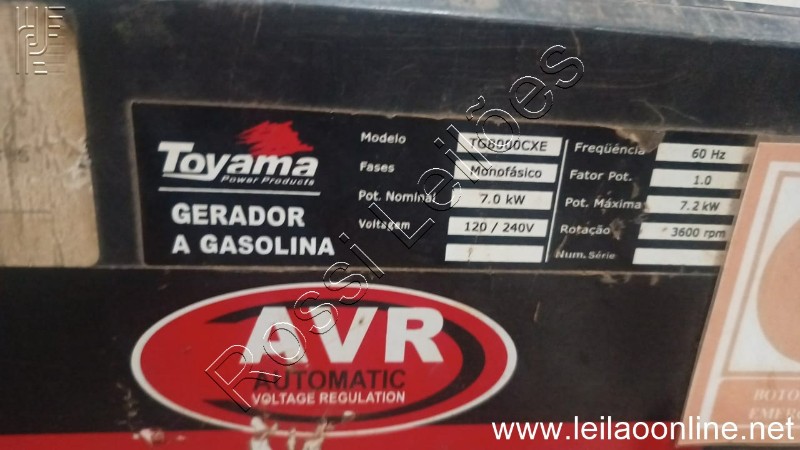 Toyama
Power Products
GERADOR
A GASOLINA
Modelo TG8000CXE
Fases Monofásico
Pot. Nominal 7.0 kW
Voltagem 120 / 240V
Freqüência 60 Hz
Fator Pot. 1.0
Pot. Máxima 7.2 kW
Rotação 3600 rpm
Num. Série
AVR
AUTOMATIC
VOLTAGE REGULATION
Rossi Leilões
www.leilaoonline.net